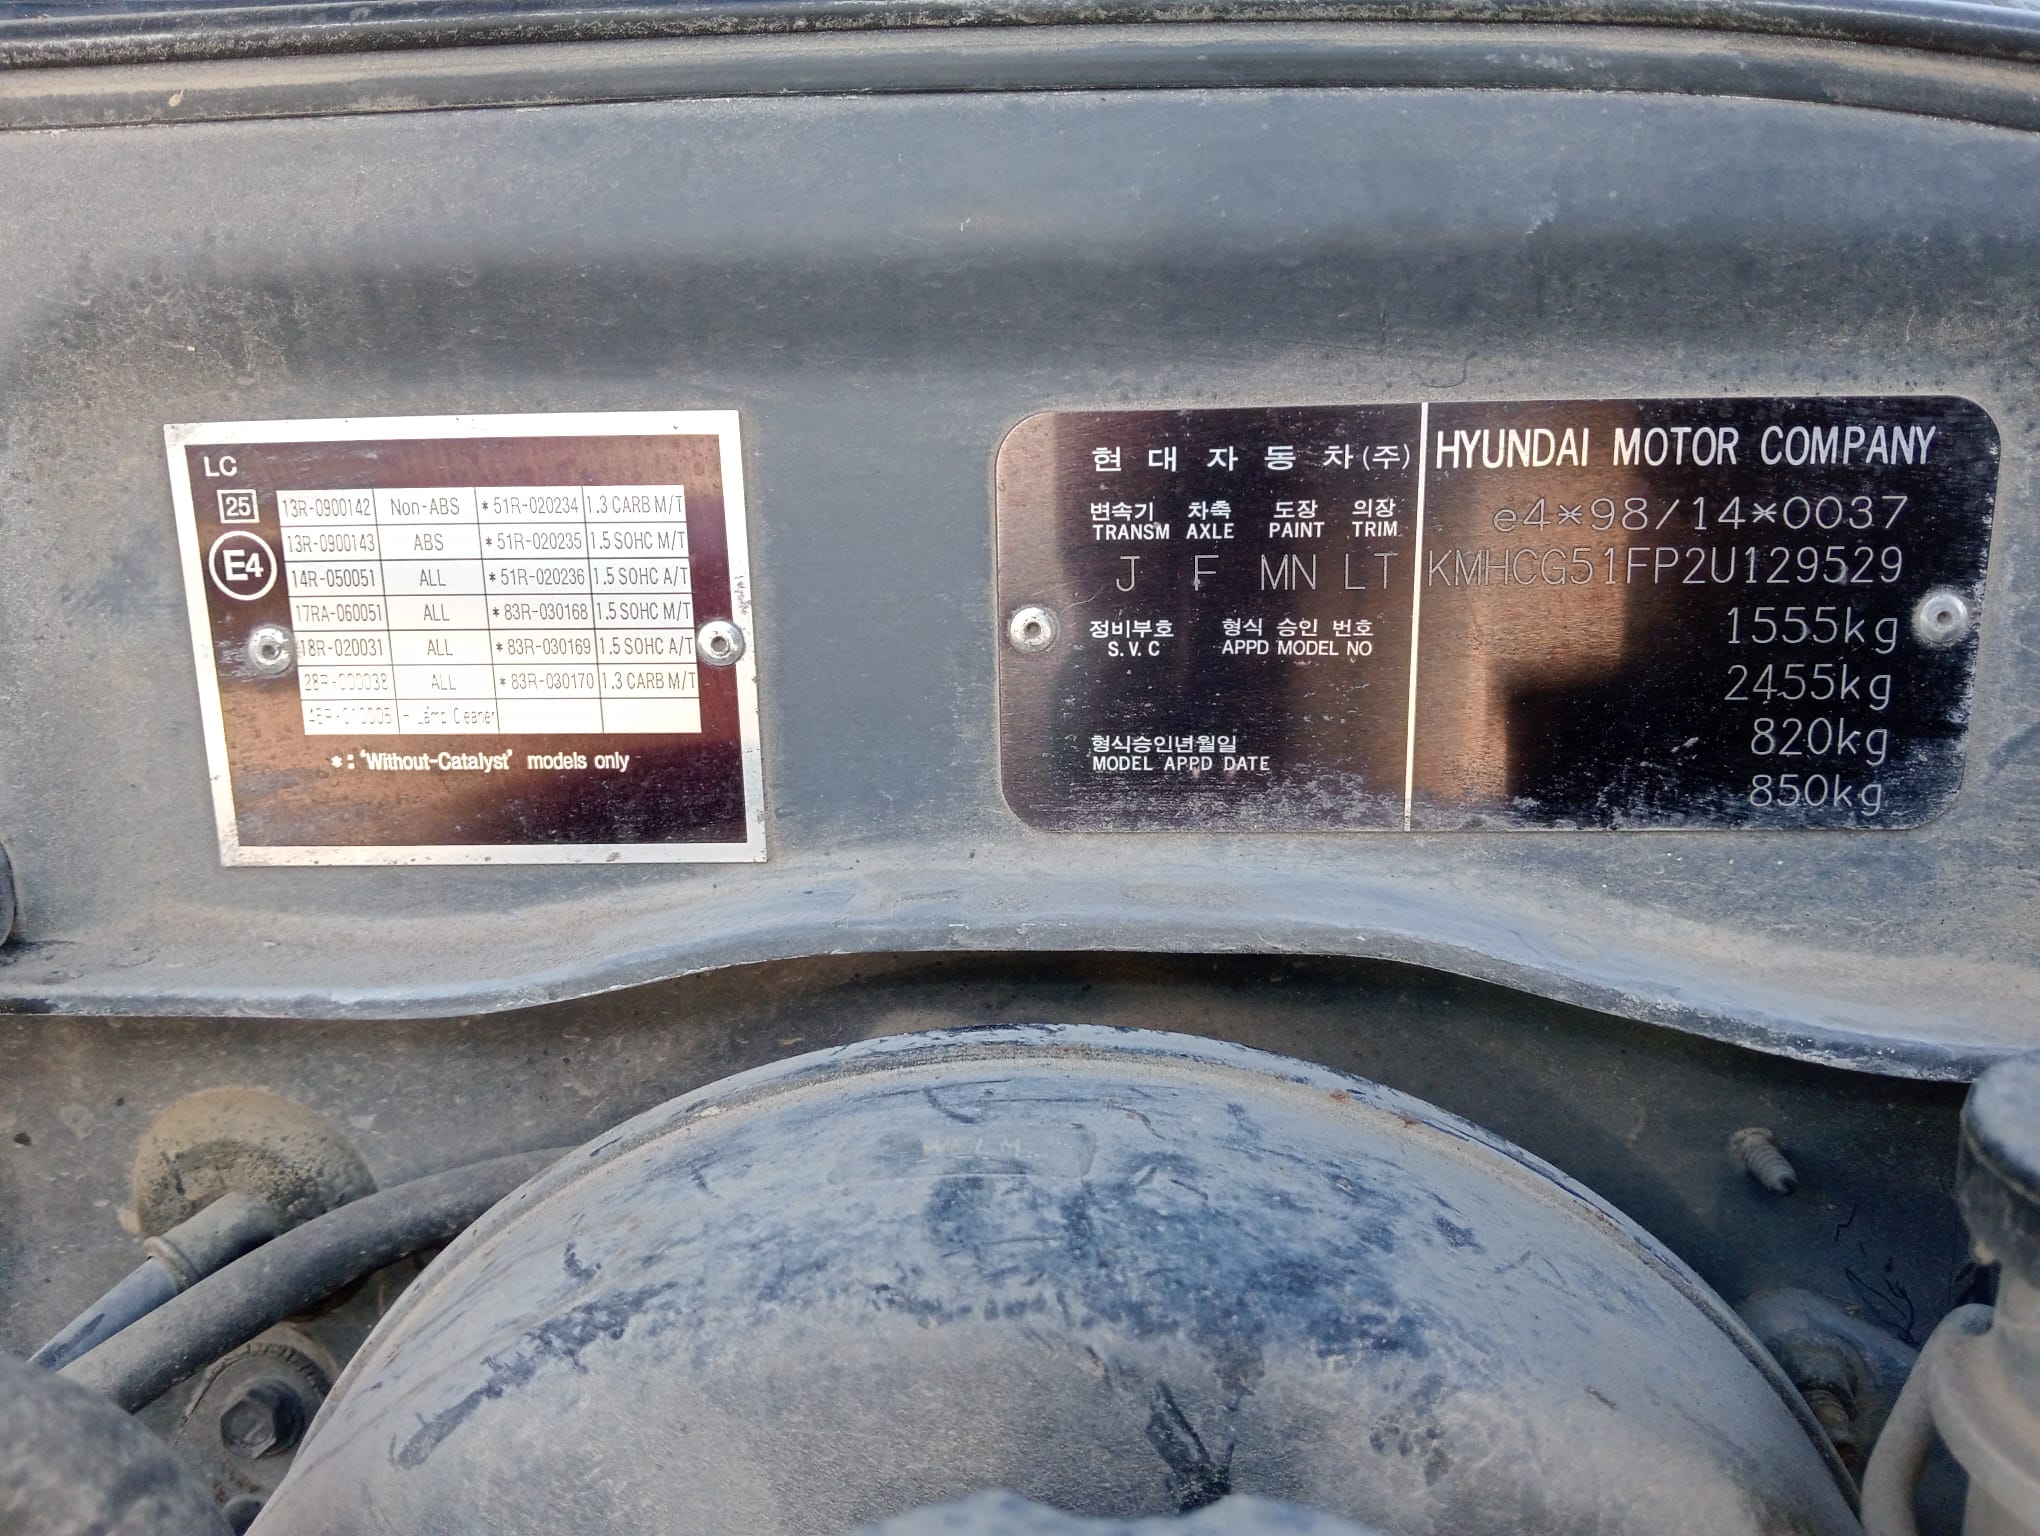 LC
25
E4
13R-0900142 Non-ABS *51R-020234 1.3 CARB M/T
13R-0900143 ABS *51R-020235 1.5 SOHC M/T
14R-050051 ALL *51R-020236 1.5 SOHC A/T
17RA-060051 ALL *83R-030168 1.5 SOHC M/T
18R-020031 ALL *83R-030169 1.5 SOHC A/T
28R-000038 ALL *83R-030170 1.3 CARB M/T
Lamp Cleaner
*: 'Without-Catalyst' models only
현대자동차(주) HYUNDAI MOTOR COMPANY
변속기 차축 도장 의장
TRANSM AXLE PAINT TRIM
e4*98/14*0037
J F MN LT KMHCG51FP2U129529
정비부호 형식 승인 번호
S.V.C APPD MODEL NO
1555kg
2455kg
형식승인년월일
MODEL APPD DATE
820kg
850kg